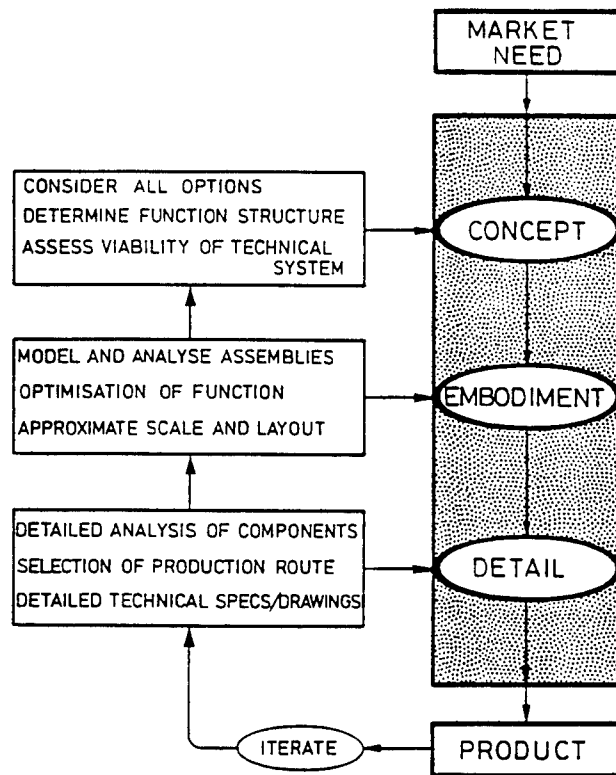 MARKET
NEED
CONSIDER ALL OPTIONS
DETERMINE FUNCTION STRUCTURE
ASSESS VIABILITY OF TECHNICAL
SYSTEM
CONCEPT
MODEL AND ANALYSE ASSEMBLIES
OPTIMISATION OF FUNCTION
APPROXIMATE SCALE AND LAYOUT
EMBODIMENT
DETAILED ANALYSIS OF COMPONENTS
SELECTION OF PRODUCTION ROUTE
DETAILED TECHNICAL SPECS/DRAWINGS
DETAIL
ITERATE
PRODUCT